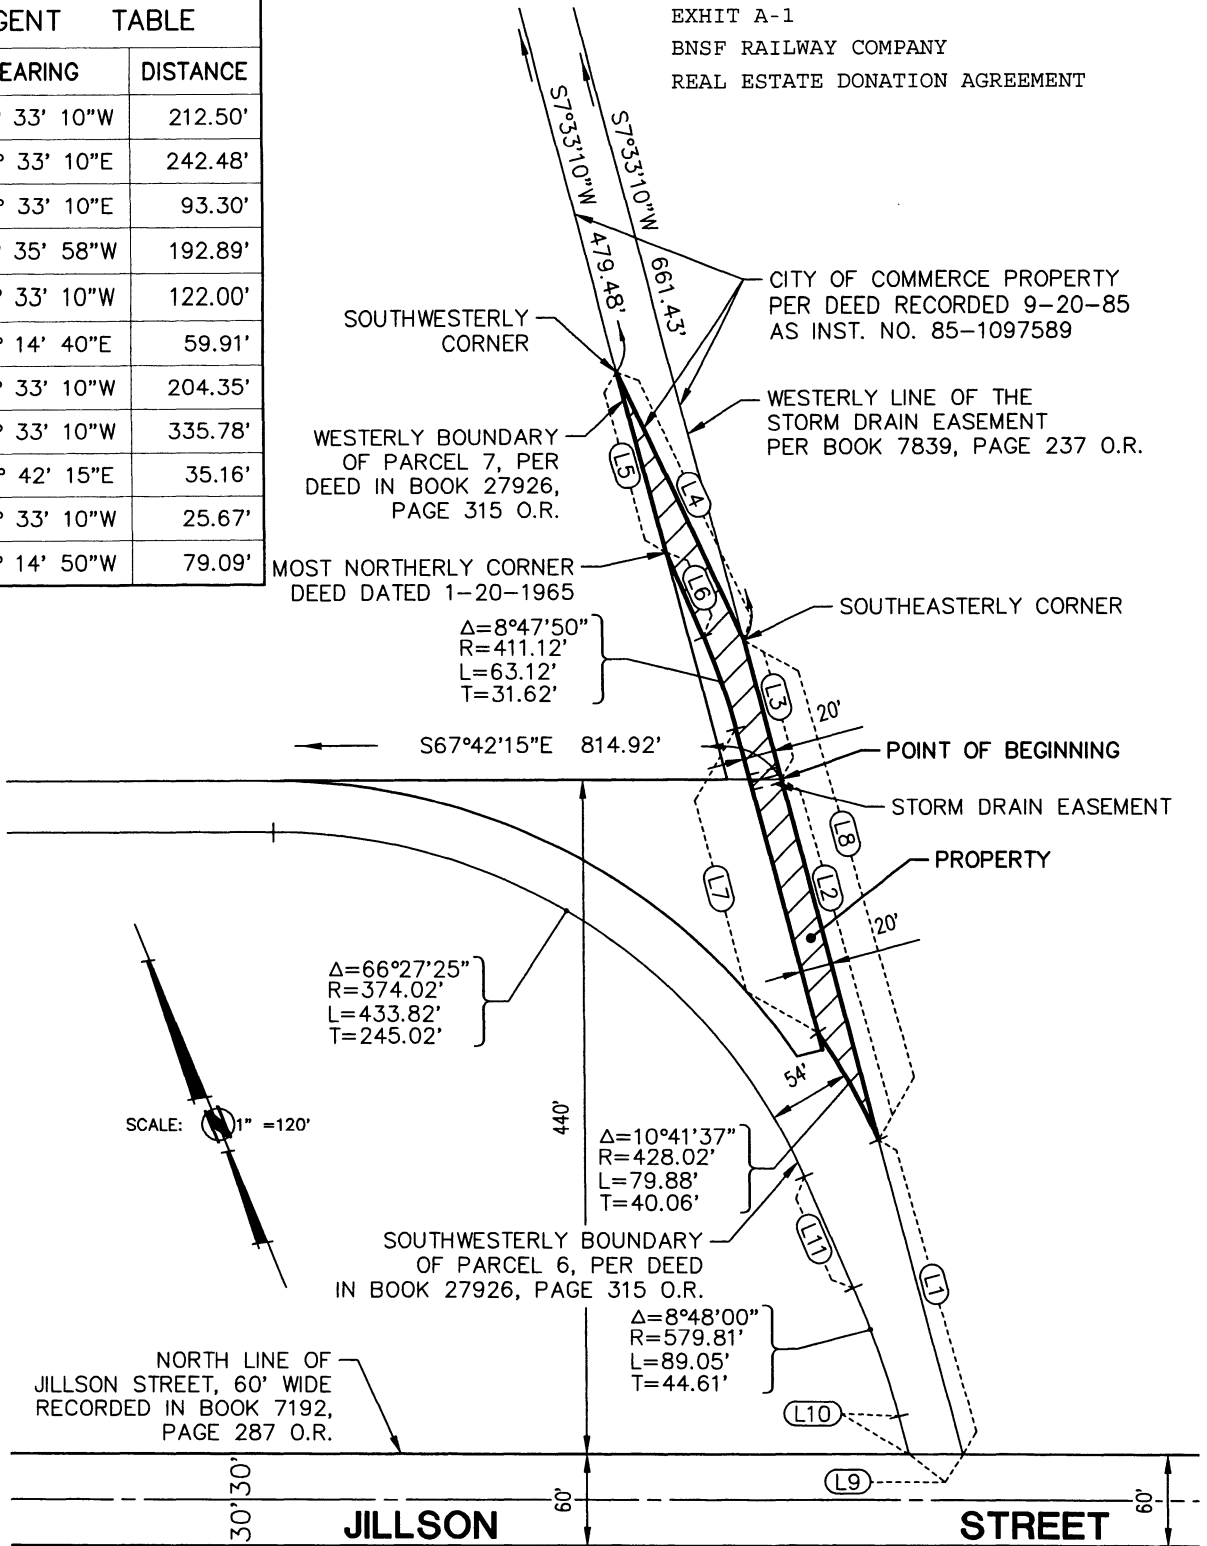 GENT TABLE
EARING DISTANCE
33' 10"W 212.50'
° 33' 10"E 242.48'
° 33' 10"E 93.30'
35' 58"W 192.89'
33' 10"W 122.00'
° 14' 40"E 59.91'
° 33' 10"W 204.35'
° 33' 10"W 335.78'
° 42' 15"E 35.16'
° 33' 10"W 25.67'
° 14' 50"W 79.09'
EXHIT A-1
BNSF RAILWAY COMPANY
REAL ESTATE DONATION AGREEMENT
S7°33'10"W 479.48'
S7°33'10"W 661.43'
CITY OF COMMERCE PROPERTY
PER DEED RECORDED 9-20-85
AS INST. NO. 85-1097589
SOUTHWESTERLY
CORNER
WESTERLY LINE OF THE
STORM DRAIN EASEMENT
PER BOOK 7839, PAGE 237 O.R.
WESTERLY BOUNDARY
OF PARCEL 7, PER
DEED IN BOOK 27926,
PAGE 315 O.R.
L5
L4
MOST NORTHERLY CORNER
DEED DATED 1-20-1965
L6
SOUTHEASTERLY CORNER
Δ=8°47'50"
R=411.12'
L=63.12'
T=31.62'
L3
20'
S67°42'15"E 814.92'
POINT OF BEGINNING
STORM DRAIN EASEMENT
L8
PROPERTY
L7
L2
20'
Δ=66°27'25"
R=374.02'
L=433.82'
T=245.02'
54'
SCALE: 1" =120'
440'
Δ=10°41'37"
R=428.02'
L=79.88'
T=40.06'
SOUTHWESTERLY BOUNDARY
OF PARCEL 6, PER DEED
IN BOOK 27926, PAGE 315 O.R.
L11
L1
Δ=8°48'00"
R=579.81'
L=89.05'
T=44.61'
NORTH LINE OF
JILLSON STREET, 60' WIDE
RECORDED IN BOOK 7192,
PAGE 287 O.R.
L10
L9
30' 30'
60'
60'
JILLSON STREET